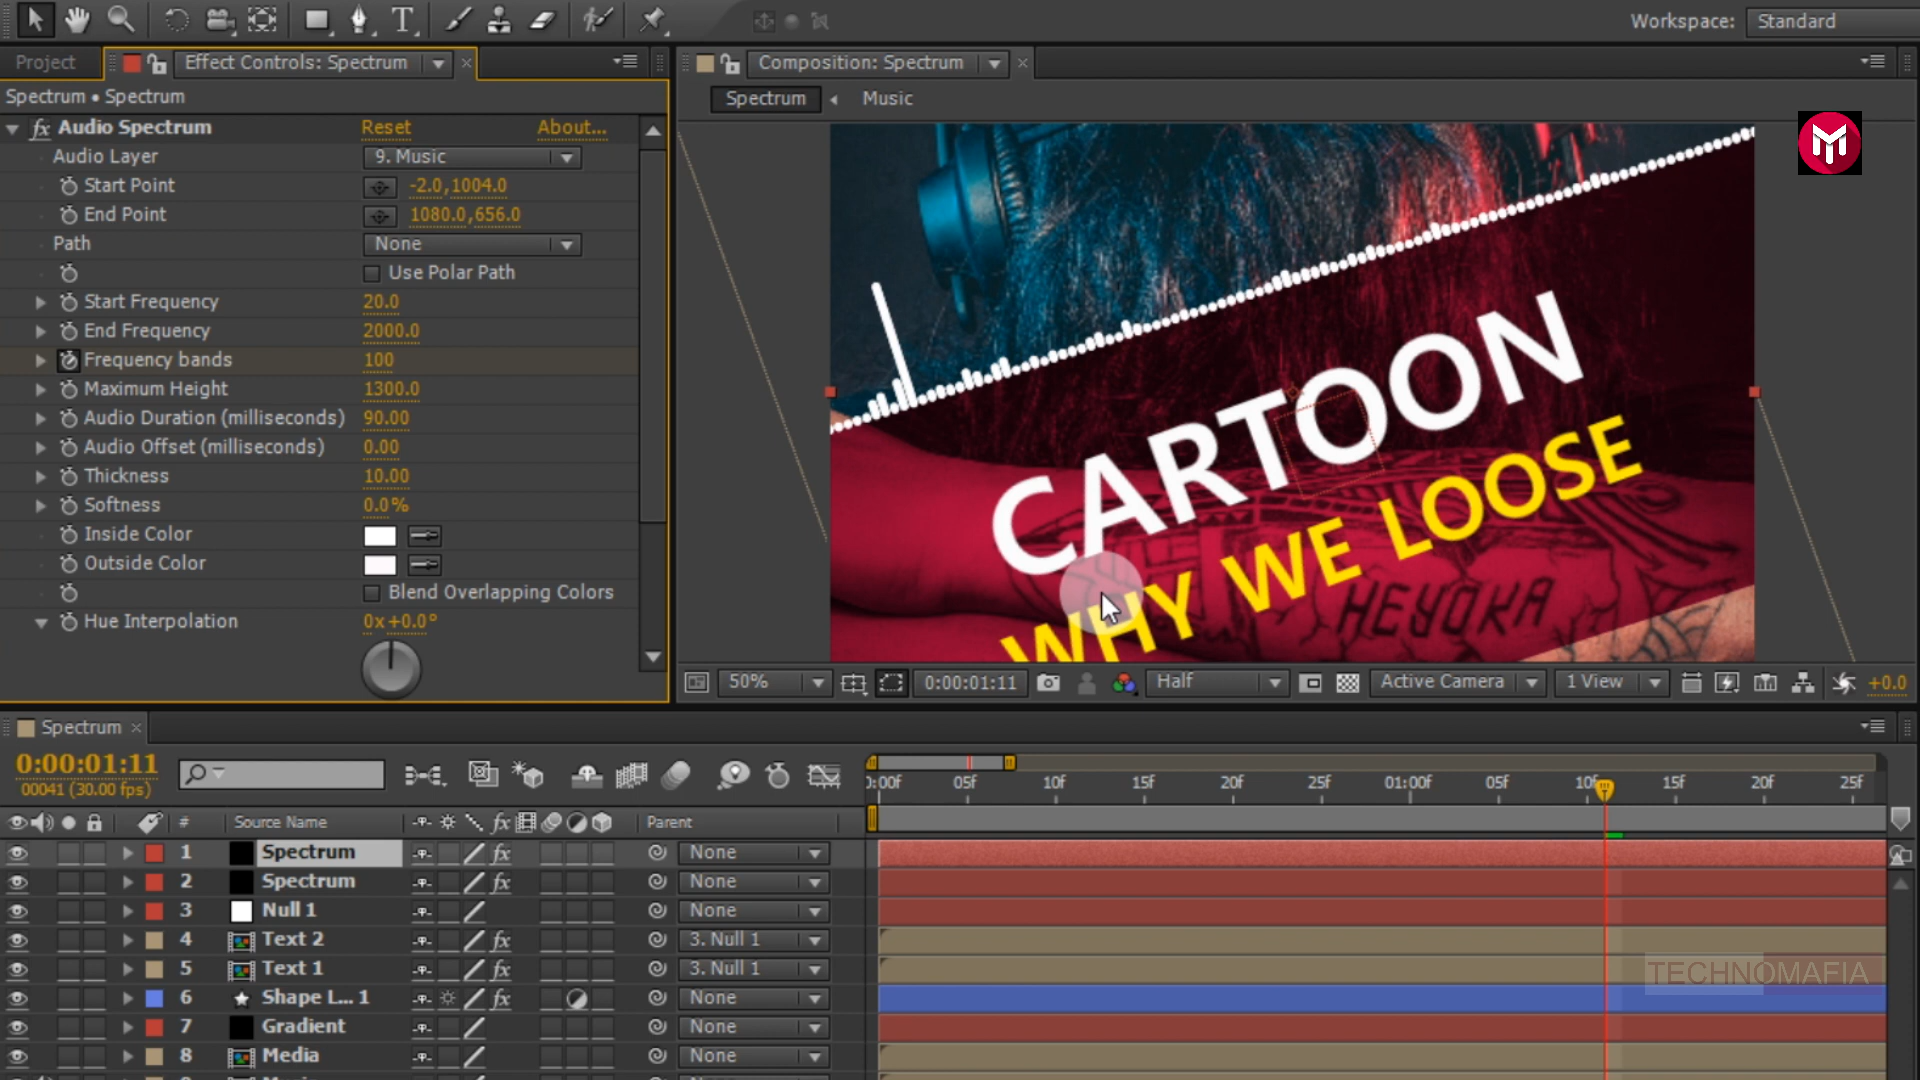 Workspace: Standard
Project
Effect Controls: Spectrum
Composition: Spectrum
Spectrum • Spectrum
Spectrum
Music
fx Audio Spectrum Reset About...
Audio Layer 9. Music
Start Point -2.0,1004.0
End Point 1080.0,656.0
Path None
Use Polar Path
Start Frequency 20.0
End Frequency 2000.0
Frequency bands 100
Maximum Height 1300.0
Audio Duration (milliseconds) 90.00
Audio Offset (milliseconds) 0.00
Thickness 10.00
Softness 0.0%
Inside Color
Outside Color
Blend Overlapping Colors
Hue Interpolation 0x+0.0°
CARTOON
WHY WE LOOSE
HEYOKA
50% 0:00:01:11 Half Active Camera 1 View +0.0
Spectrum
0:00:01:11
00041 (30.00 fps)
0:00f 05f 10f 15f 20f 25f 01:00f 05f 10f 15f 20f 25f
# Source Name fx Parent
1 Spectrum fx None
2 Spectrum fx None
3 Null 1 None
4 Text 2 fx 3. Null 1
5 Text 1 fx 3. Null 1
6 Shape L... 1 fx None
7 Gradient None
8 Media None
TECHNOMAFIA